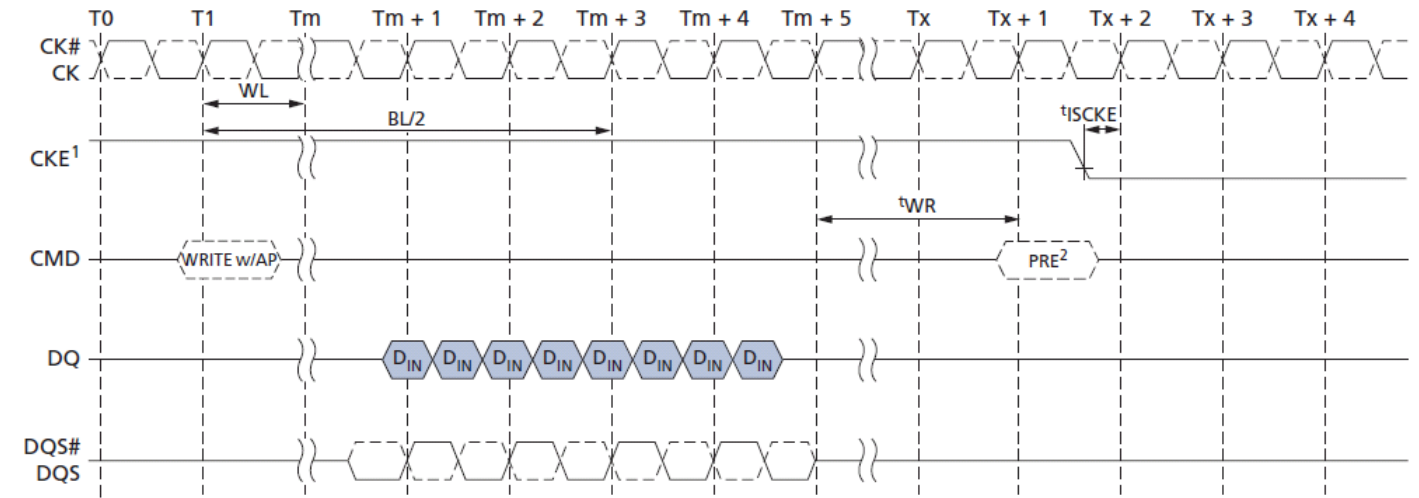 T0 T1 Tm Tm + 1 Tm + 2 Tm + 3 Tm + 4 Tm + 5 Tx Tx + 1 Tx + 2 Tx + 3 Tx + 4
CK#
CK
WL
BL/2
tISCKE
CKE1
tWR
CMD WRITE w/AP PRE2
DQ DIN DIN DIN DIN DIN DIN DIN DIN
DQS#
DQS